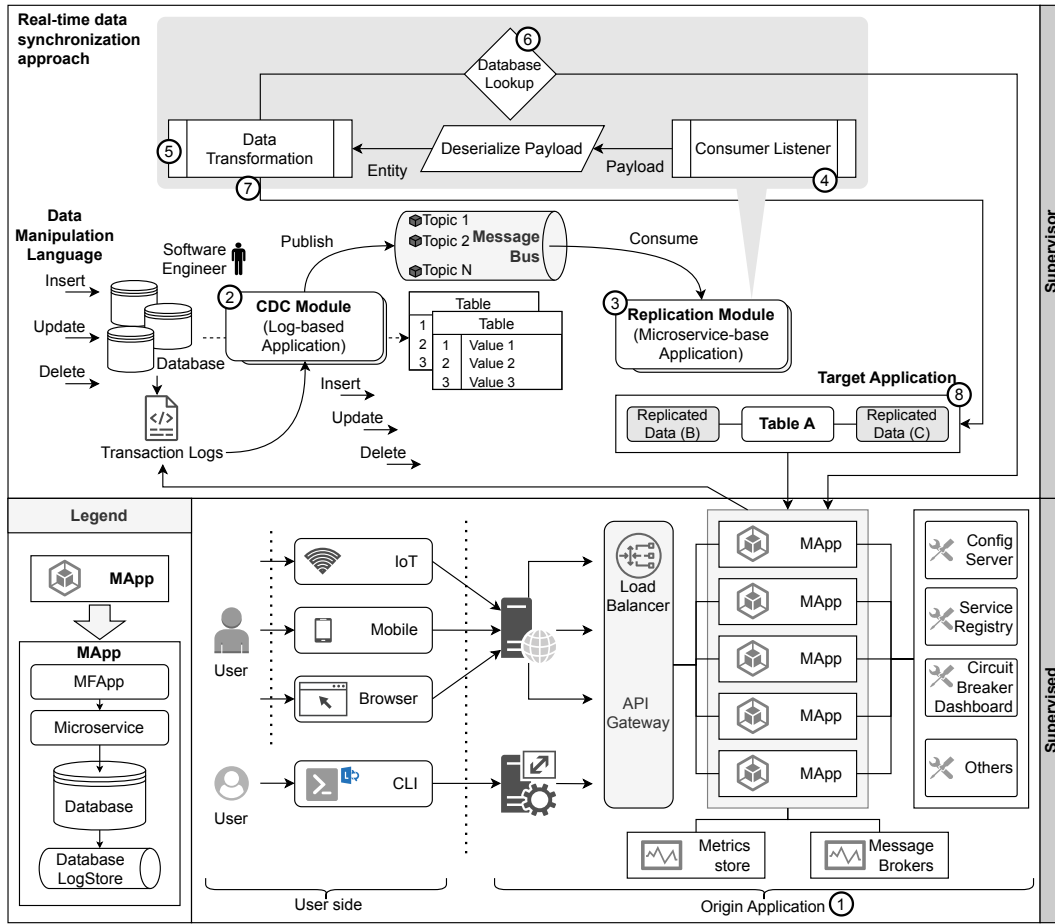 Real-time data
synchronization
approach
6
Database
Lookup
5
Data
Transformation
Entity
Deserialize Payload
Payload
Consumer Listener
4
7
Supervisor
Data
Manipulation
Language
Insert
Update
Delete
Database
Software
Engineer
Publish
Topic 1
Topic 2
Topic N
Message
Bus
Consume
2
CDC Module
(Log-based
Application)
Table
1
2
3
Table
1 Value 1
2 Value 2
3 Value 3
3
Replication Module
(Microservice-base
Application)
Insert
Update
Delete
Transaction Logs
Target Application
8
Replicated
Data (B)
Table A
Replicated
Data (C)
Legend
MApp
MApp
MFApp
Microservice
Database
Database
LogStore
User
User
IoT
Mobile
Browser
CLI
User side
Load
Balancer
API
Gateway
MApp
MApp
MApp
MApp
MApp
Config
Server
Service
Registry
Circuit
Breaker
Dashboard
Others
Metrics
store
Message
Brokers
Origin Application 1
Supervised